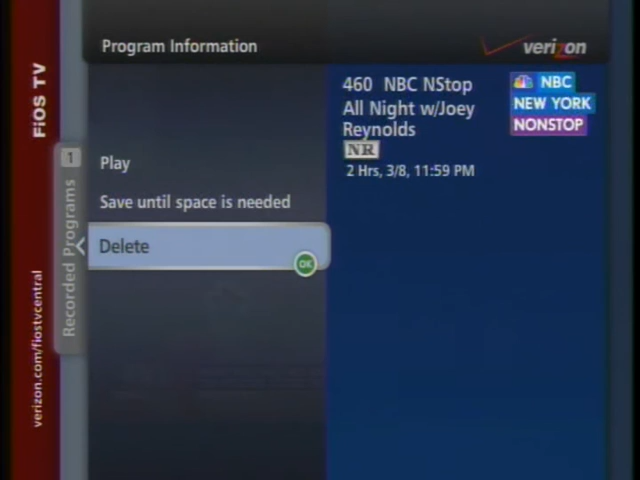 FiOS TV
verizon.com/fiostvcentral
1
Recorded Programs
Program Information
verizon
Play
Save until space is needed
Delete
OK
460 NBC NStop
All Night w/Joey
Reynolds
NR
2 Hrs, 3/8, 11:59 PM
NBC
NEW YORK
NONSTOP